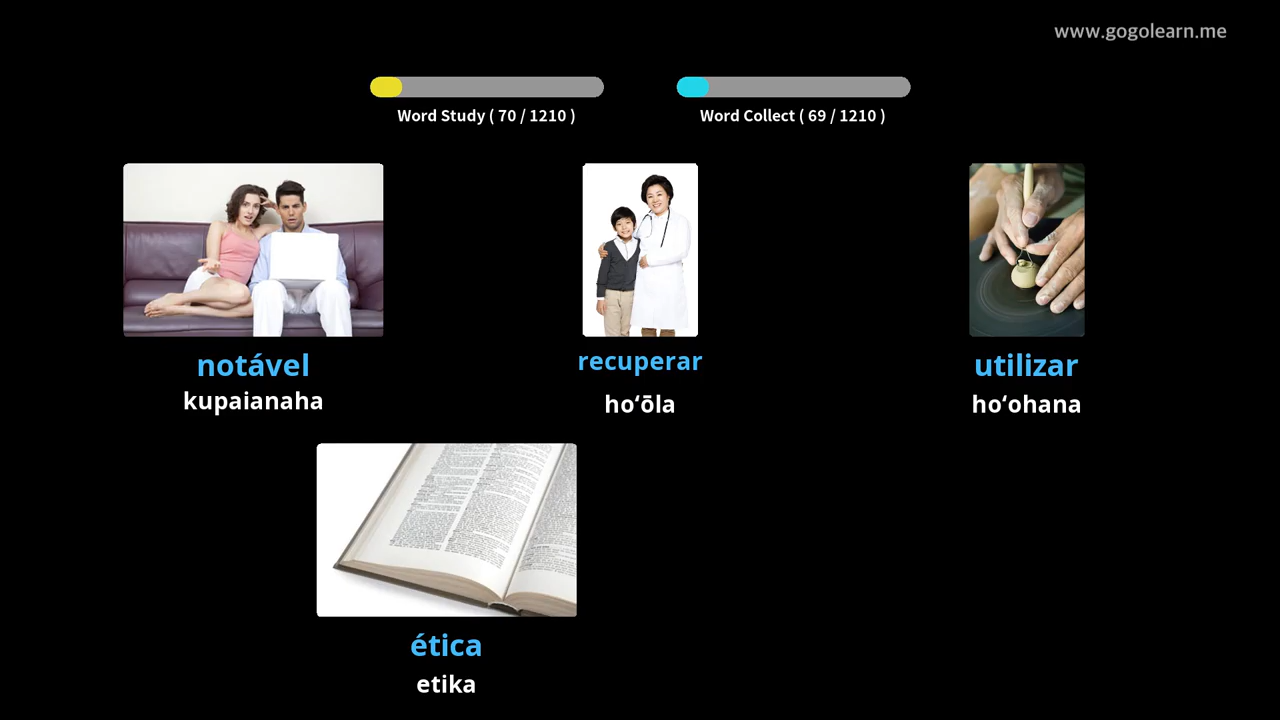 www.gogolearn.me
Word Study ( 70 / 1210 )
Word Collect ( 69 / 1210 )
notável
kupaianaha
recuperar
hoʻōla
utilizar
hoʻohana
ética
etika